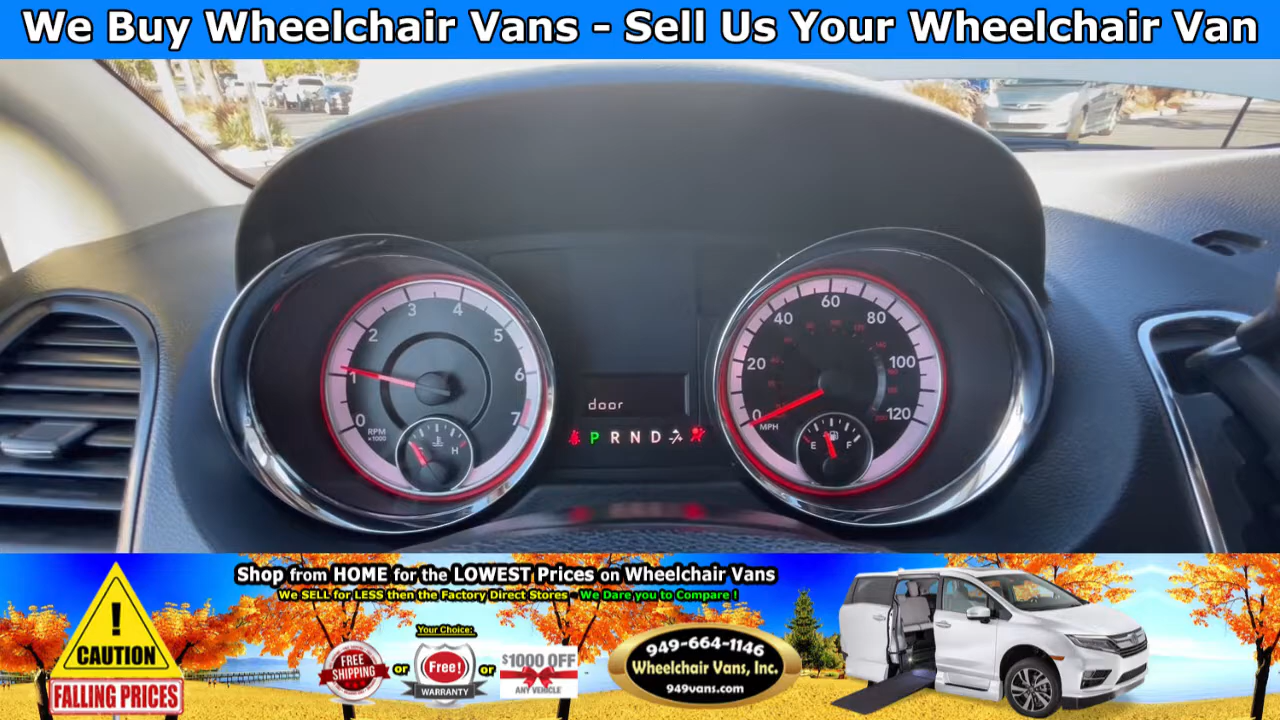 We Buy Wheelchair Vans - Sell Us Your Wheelchair Van
0 1 2 3 4 5 6 7
RPM
x1000
H
door
P R N D
0 20 40 60 80 100 120
MPH
E F
Shop from HOME for the LOWEST Prices on Wheelchair Vans
We SELL for LESS then the Factory Direct Stores - We Dare you to Compare !
!
CAUTION
FALLING PRICES
Your Choice:
FREE
SHIPPING
or
Free!
WARRANTY
or
$1000 OFF
ANY VEHICLE
949-664-1146
Wheelchair Vans, Inc.
949vans.com